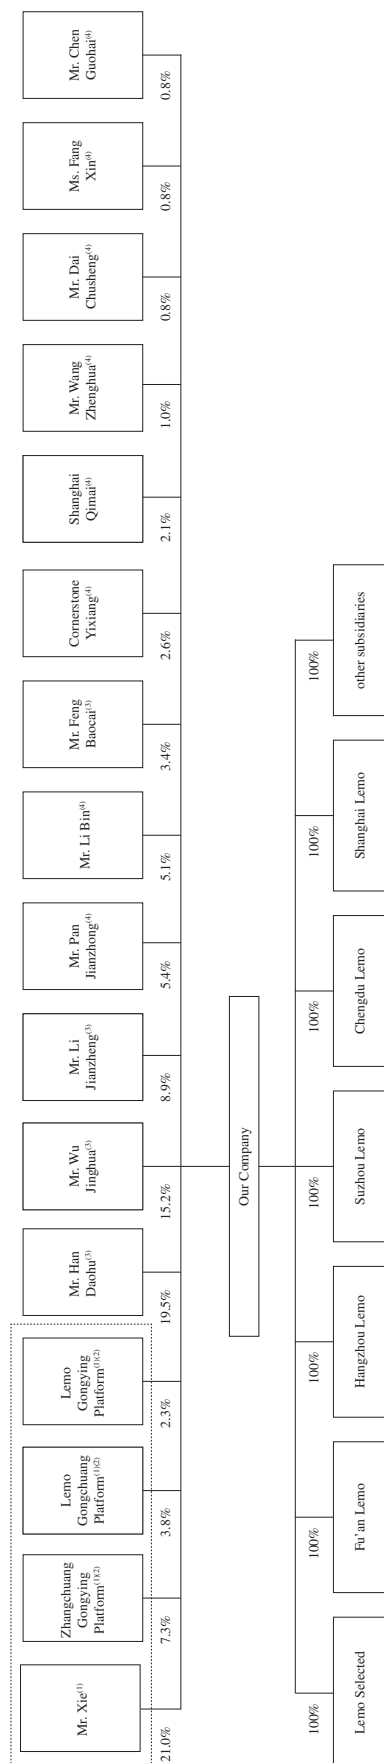 Mr. Xie(1)
Zhangchuang
Gongying
Platform(1)(2)
Lemo
Gongchuang
Platform(1)(2)
Lemo
Gongying
Platform(1)(2)
Mr. Han
Daohu(3)
Mr. Wu
Jinghua(3)
Mr. Li
Jianzheng(3)
Mr. Pan
Jianzhong(4)
Mr. Li Bin(4)
Mr. Feng
Baocai(3)
Cornerstone
Yixiang(4)
Shanghai
Qimai(4)
Mr. Wang
Zhenghua(4)
Mr. Dai
Chusheng(4)
Ms. Fang
Xin(4)
Mr. Chen
Guohai(4)
21.0%
7.3%
3.8%
2.3%
19.5%
15.2%
8.9%
5.4%
5.1%
3.4%
2.6%
2.1%
1.0%
0.8%
0.8%
0.8%
Our Company
100%
100%
100%
100%
100%
100%
100%
Lemo Selected
Fu'an Lemo
Hangzhou Lemo
Suzhou Lemo
Chengdu Lemo
Shanghai Lemo
other subsidiaries